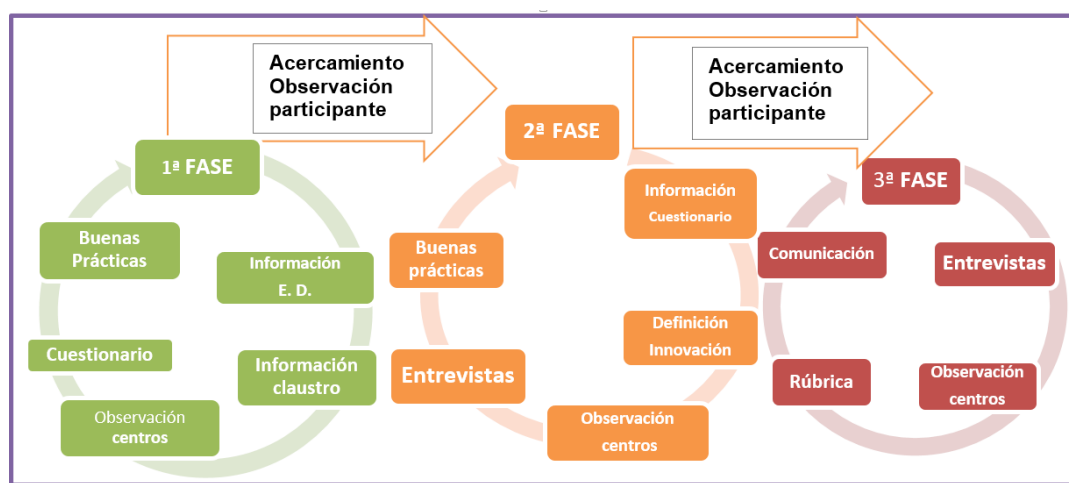 Acercamiento
Observación
participante
Acercamiento
Observación
participante
1ª FASE
Información
E. D.
Información
claustro
Observación
centros
Cuestionario
Buenas
Prácticas
2ª FASE
Información
Cuestionario
Definición
Innovación
Observación
centros
Entrevistas
Buenas
prácticas
3ª FASE
Entrevistas
Observación
centros
Rúbrica
Comunicación